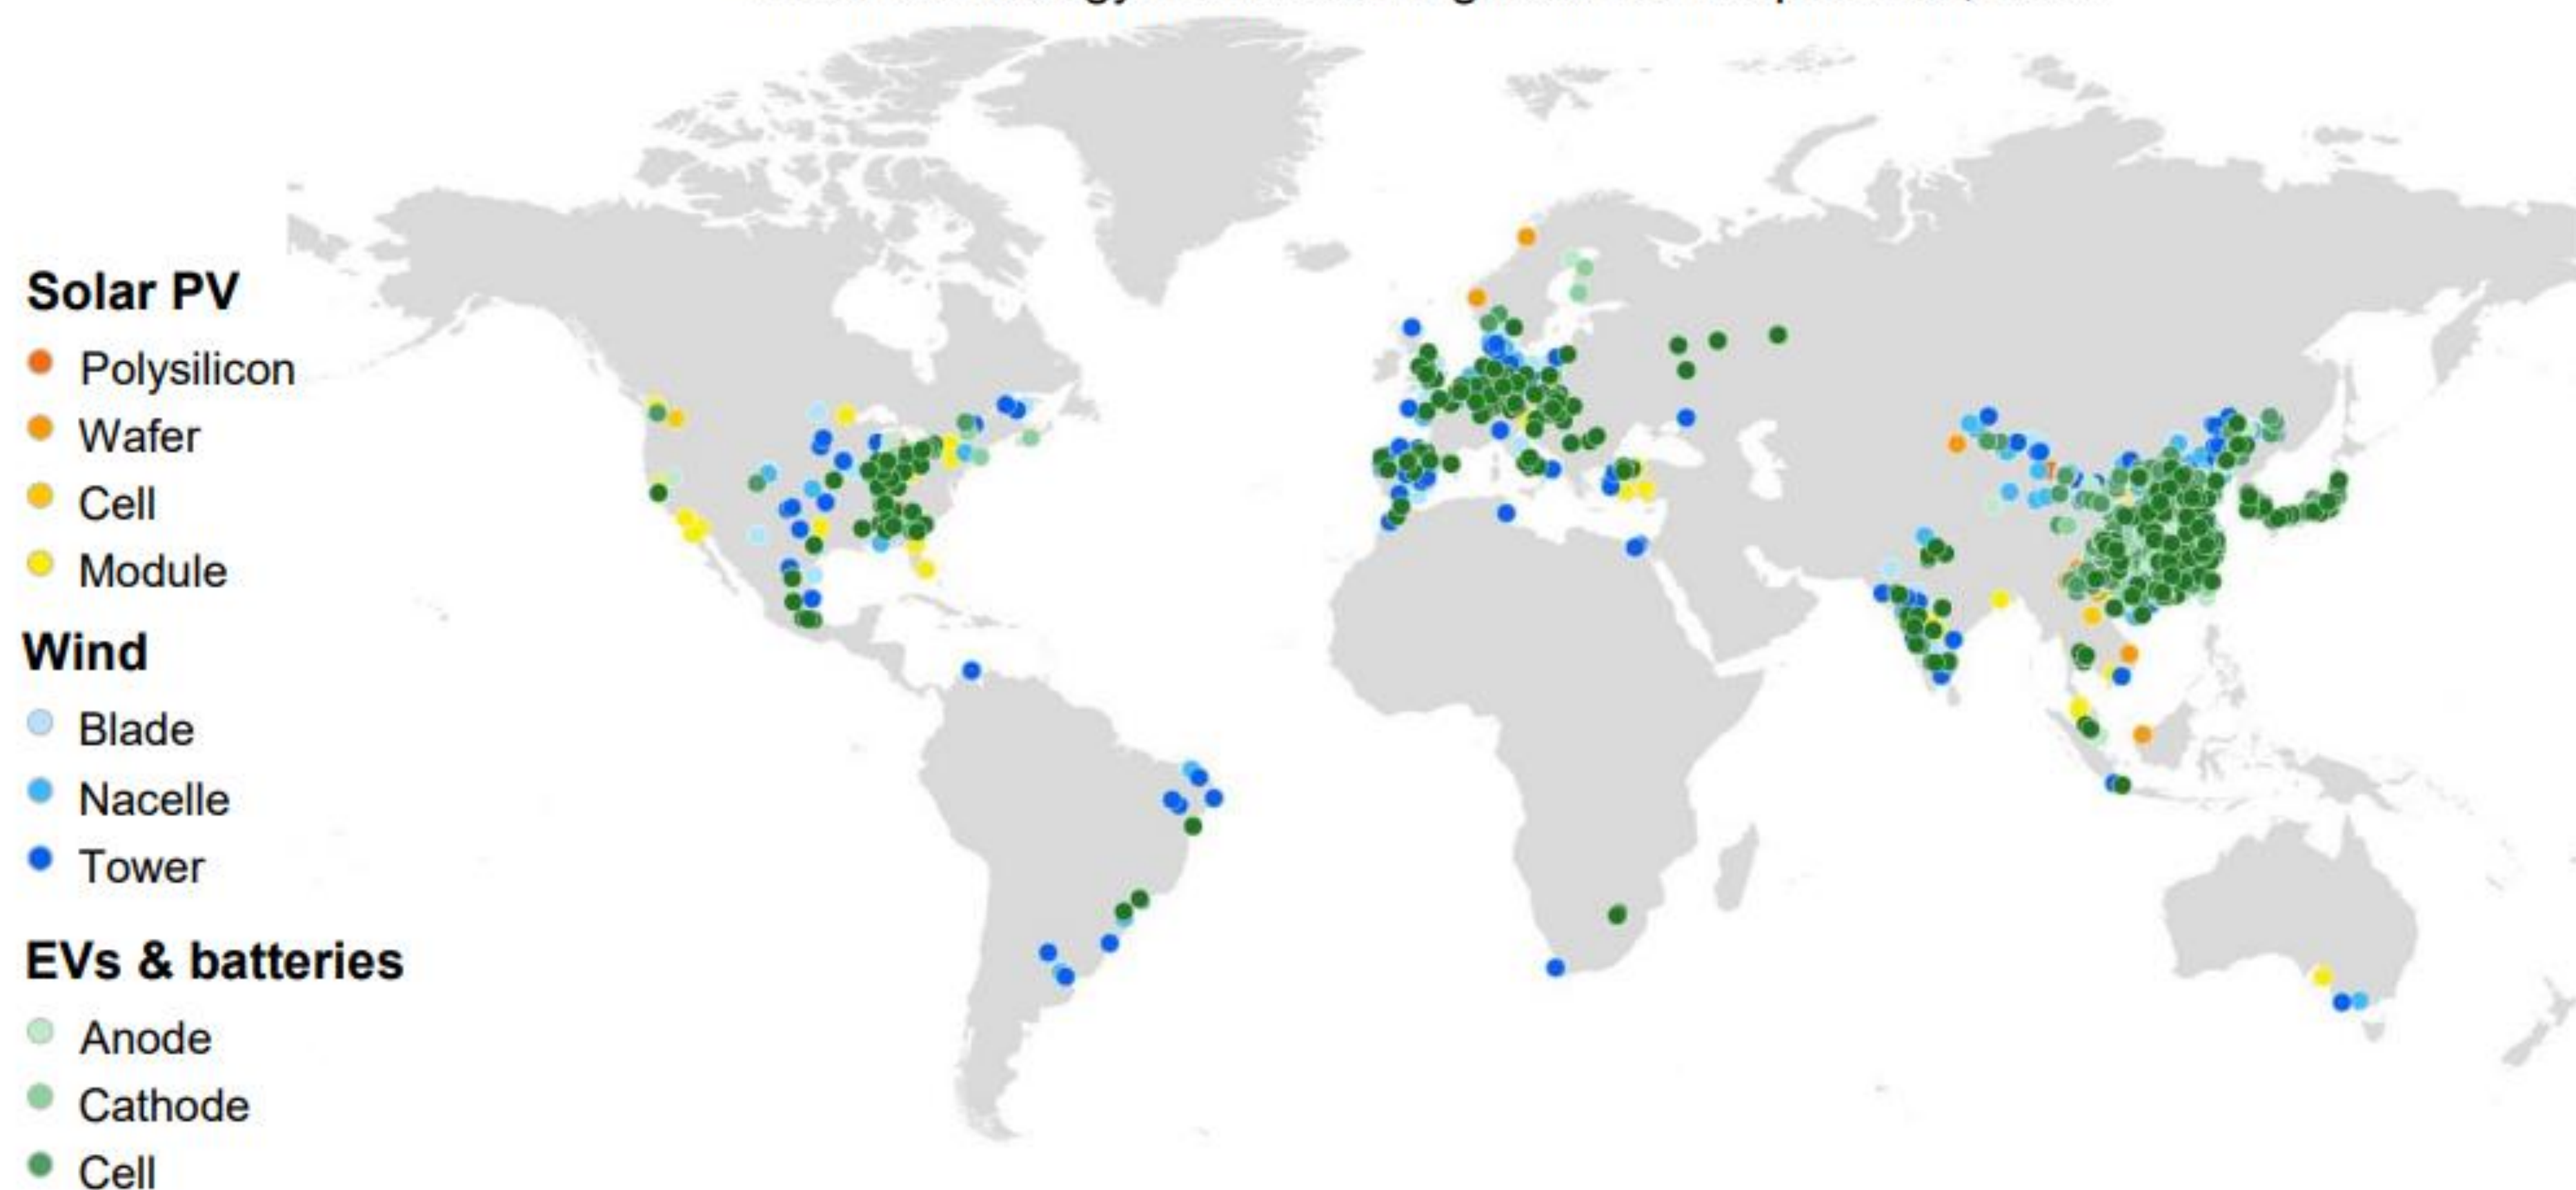 Solar PV
Polysilicon
Wafer
Cell
Module
Wind
Blade
Nacelle
Tower
EVs & batteries
Anode
Cathode
Cell